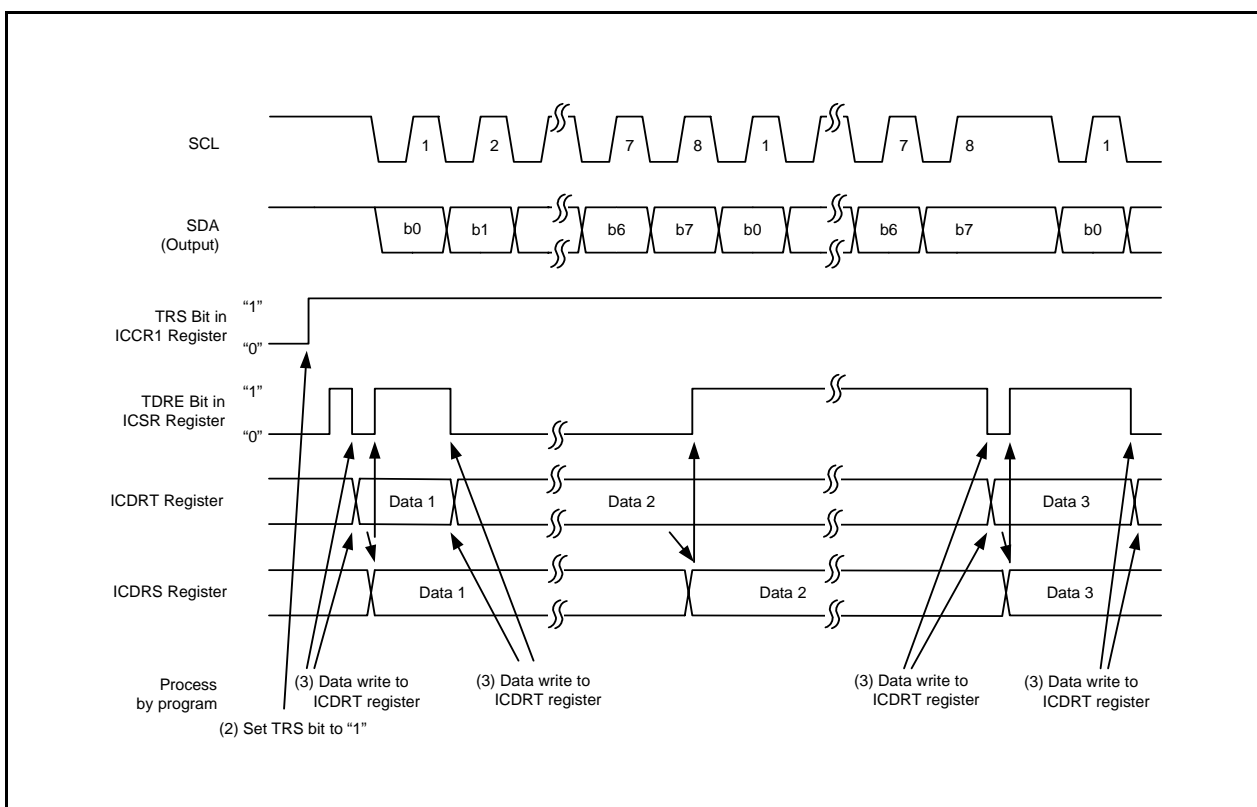 SCL
1
2
7
8
1
7
8
1
SDA
(Output)
b0
b1
b6
b7
b0
b6
b7
b0
TRS Bit in
ICCR1 Register
“1”
“0”
TDRE Bit in
ICSR Register
“1”
“0”
ICDRT Register
Data 1
Data 2
Data 3
ICDRS Register
Data 1
Data 2
Data 3
Process
by program
(3) Data write to
ICDRT register
(3) Data write to
ICDRT register
(3) Data write to
ICDRT register
(3) Data write to
ICDRT register
(2) Set TRS bit to “1”